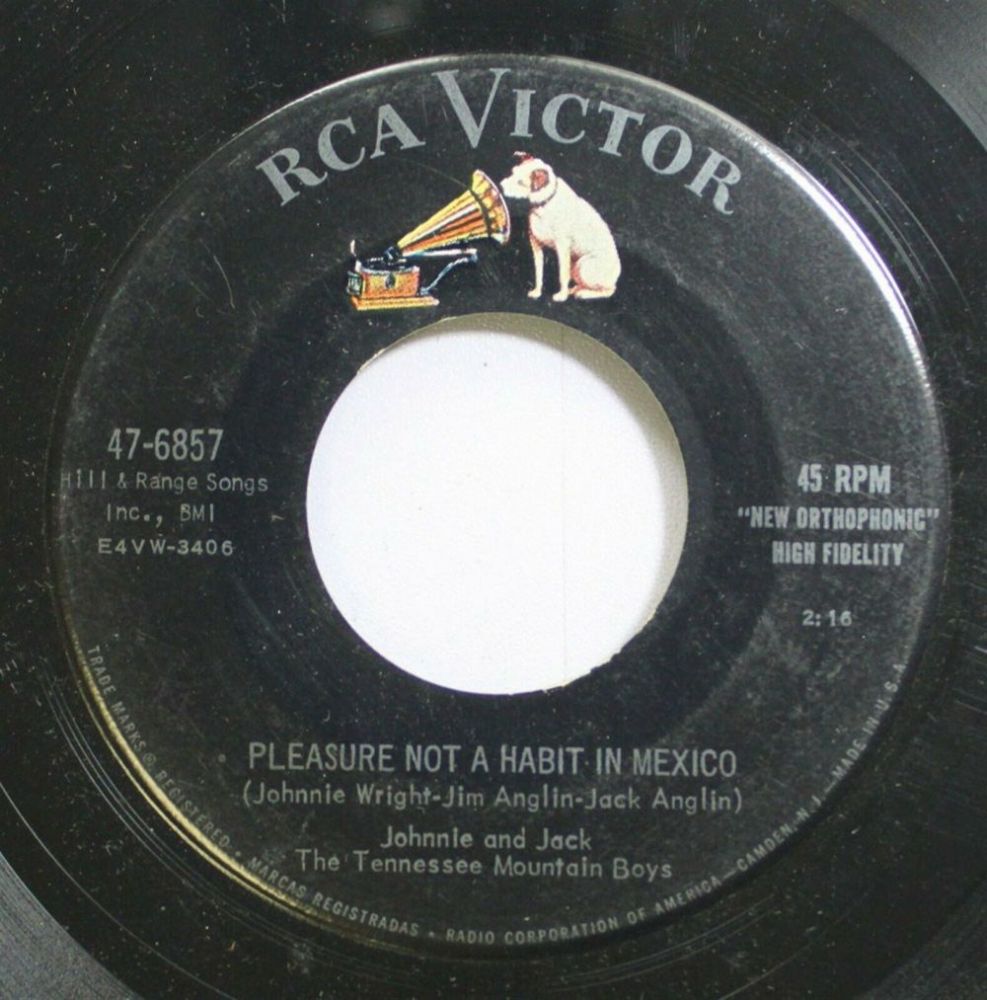 RCA VICTOR
47-6857
Hill & Range Songs
Inc., BMI
E4VW-3406
45 RPM
"NEW ORTHOPHONIC"
HIGH FIDELITY
2:16
PLEASURE NOT A HABIT IN MEXICO
(Johnnie Wright-Jim Anglin-Jack Anglin)
Johnnie and Jack
The Tennessee Mountain Boys
TRADE MARKS ® REGISTERED • MARCAS REGISTRADAS • RADIO CORPORATION OF AMERICA—CAMDEN, N.J.—MADE IN U.S.A.